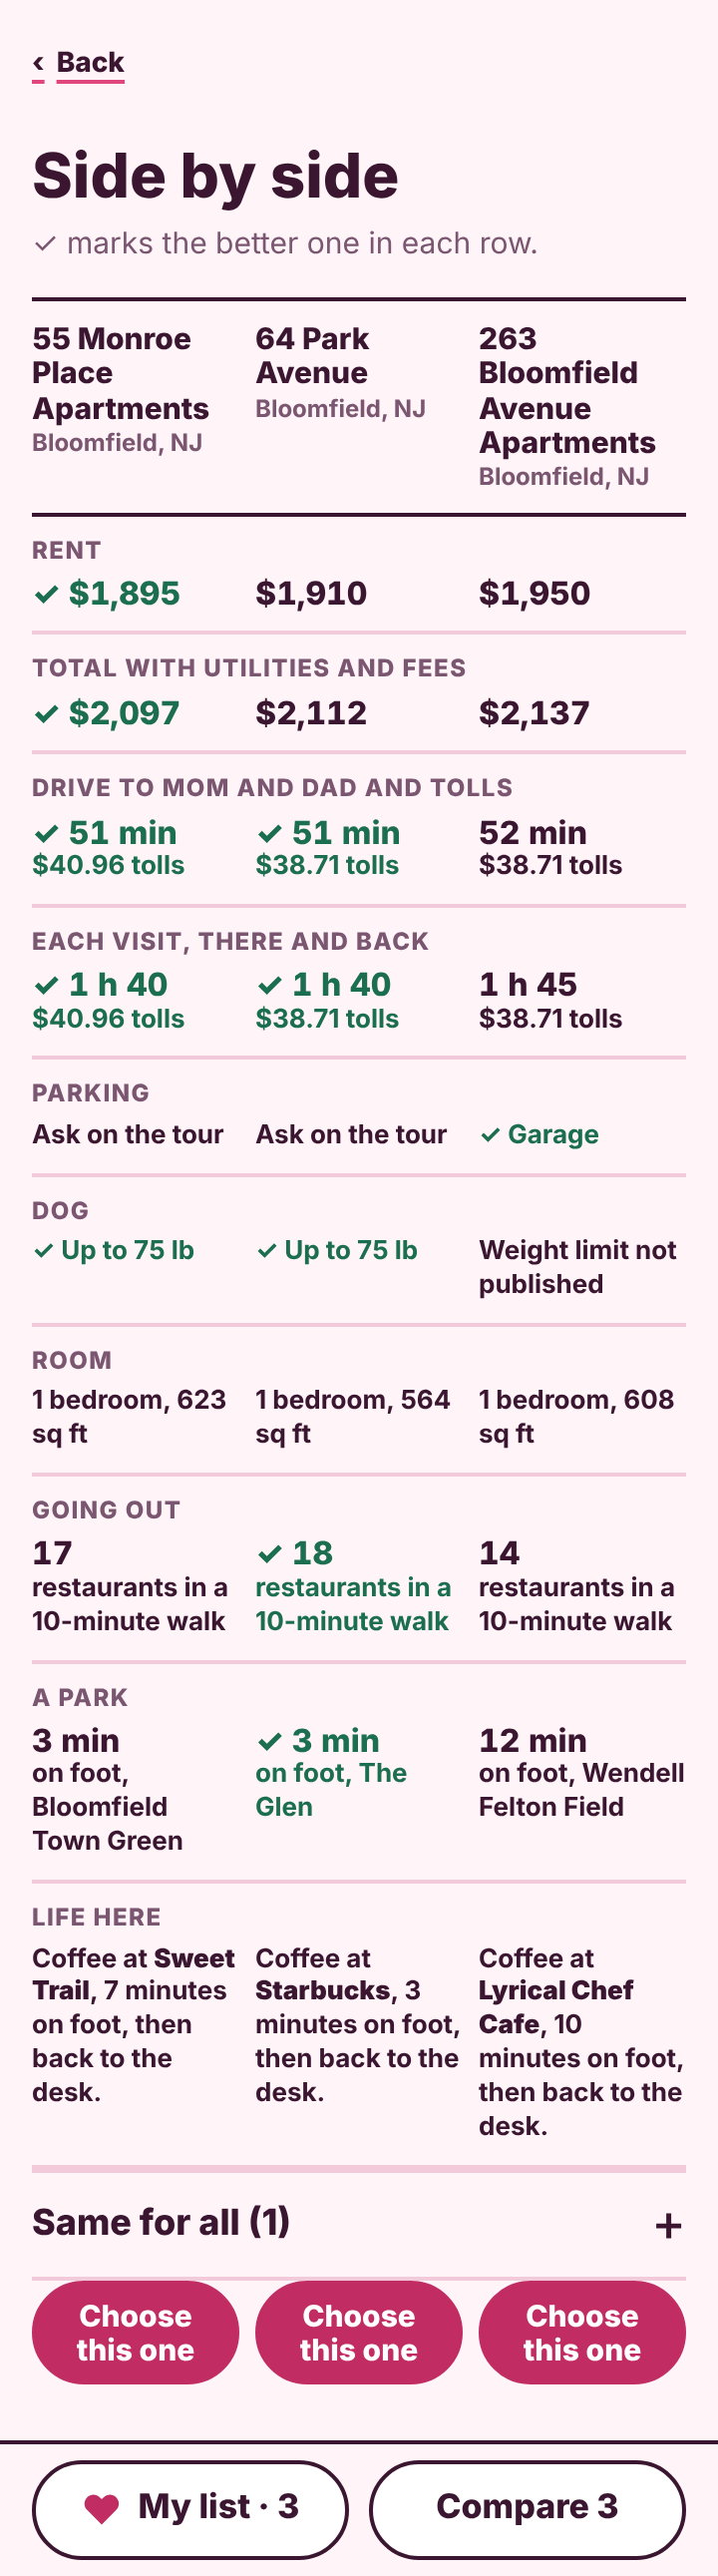 ‹ Back
Side by side
✓ marks the better one in each row.
55 Monroe Place Apartments
Bloomfield, NJ
64 Park Avenue
Bloomfield, NJ
263 Bloomfield Avenue Apartments
Bloomfield, NJ
RENT
✓ $1,895 $1,910 $1,950
TOTAL WITH UTILITIES AND FEES
✓ $2,097 $2,112 $2,137
DRIVE TO MOM AND DAD AND TOLLS
✓ 51 min ✓ 51 min 52 min
$40.96 tolls $38.71 tolls $38.71 tolls
EACH VISIT, THERE AND BACK
✓ 1 h 40 ✓ 1 h 40 1 h 45
$40.96 tolls $38.71 tolls $38.71 tolls
PARKING
Ask on the tour Ask on the tour ✓ Garage
DOG
✓ Up to 75 lb ✓ Up to 75 lb Weight limit not published
ROOM
1 bedroom, 623 sq ft
1 bedroom, 564 sq ft
1 bedroom, 608 sq ft
GOING OUT
17 restaurants in a 10-minute walk
✓ 18 restaurants in a 10-minute walk
14 restaurants in a 10-minute walk
A PARK
3 min on foot, Bloomfield Town Green
✓ 3 min on foot, The Glen
12 min on foot, Wendell Felton Field
LIFE HERE
Coffee at Sweet Trail, 7 minutes on foot, then back to the desk.
Coffee at Starbucks, 3 minutes on foot, then back to the desk.
Coffee at Lyrical Chef Cafe, 10 minutes on foot, then back to the desk.
Same for all (1) +
Choose this one
Choose this one
Choose this one
My list · 3
Compare 3